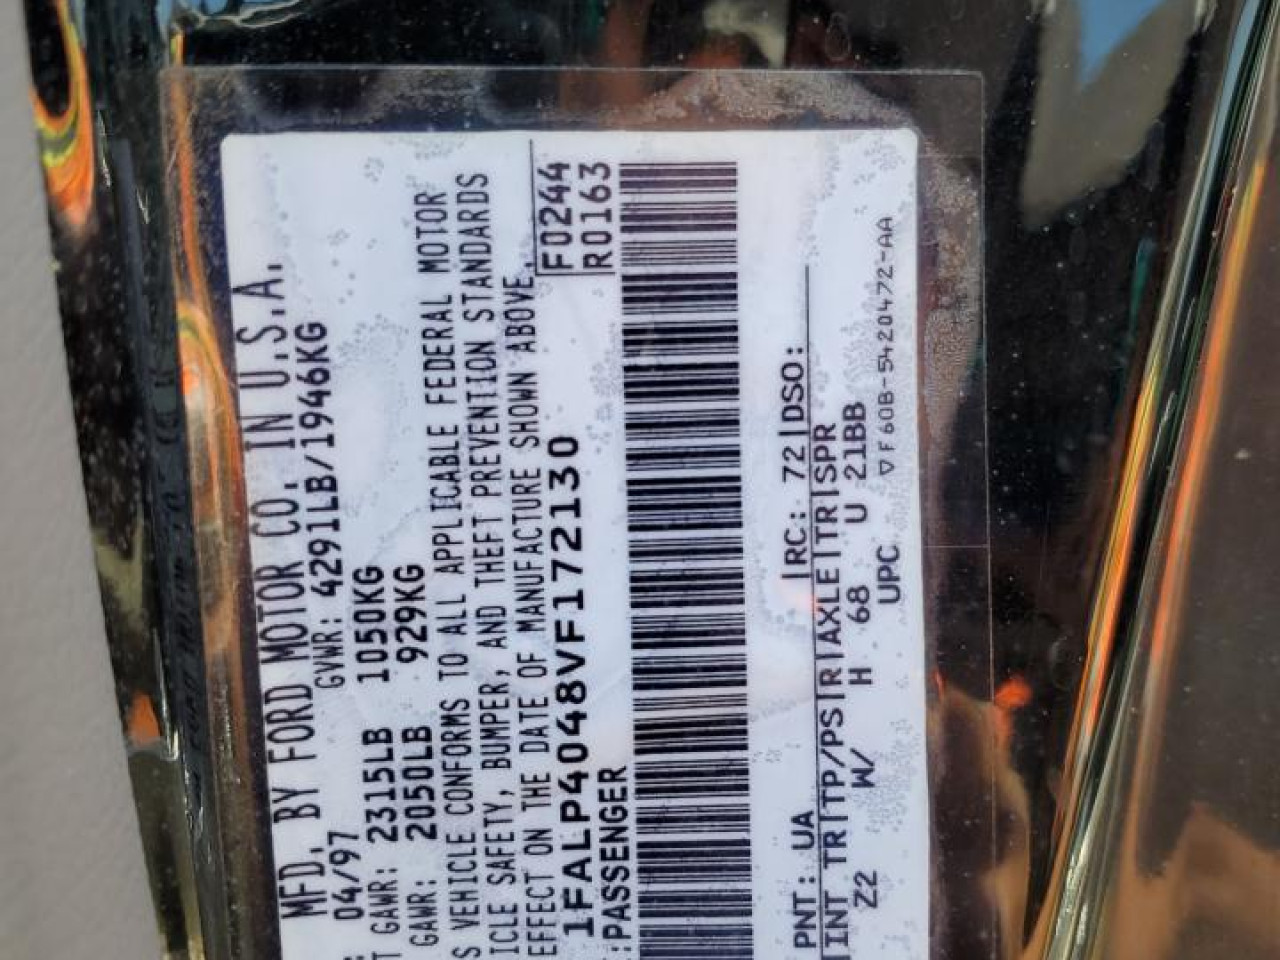 MFD. BY FORD MOTOR CO. IN U.S.A.
: 04/97 GVWR: 4291LB/1946KG
T GAWR: 2315LB 1050KG
GAWR: 2050LB 929KG
S VEHICLE CONFORMS TO ALL APPLICABLE FEDERAL MOTOR
ICLE SAFETY, BUMPER, AND THEFT PREVENTION STANDARDS
EFFECT ON THE DATE OF MANUFACTURE SHOWN ABOVE.
1FALP4048VF172130 F0244
:PASSENGER R0163
PNT: UA |RC: 72|DSO:
INT TR|TP/PS|R|AXLE|TR|SPR
Z2 W/ H 68 U 21BB
UPC ▽F60B-5420472-AA